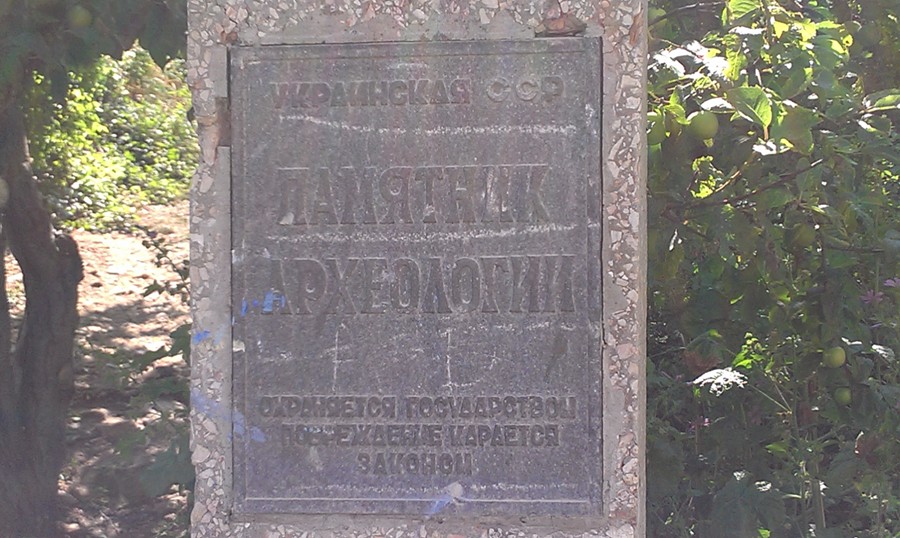 УКРАИНСКАЯ ССР
ПАМЯТНИК
АРХЕОЛОГИИ
ОХРАНЯЕТСЯ ГОСУДАРСТВОМ
ПОВРЕЖДЕНИЕ КАРАЕТСЯ
ЗАКОНОМ